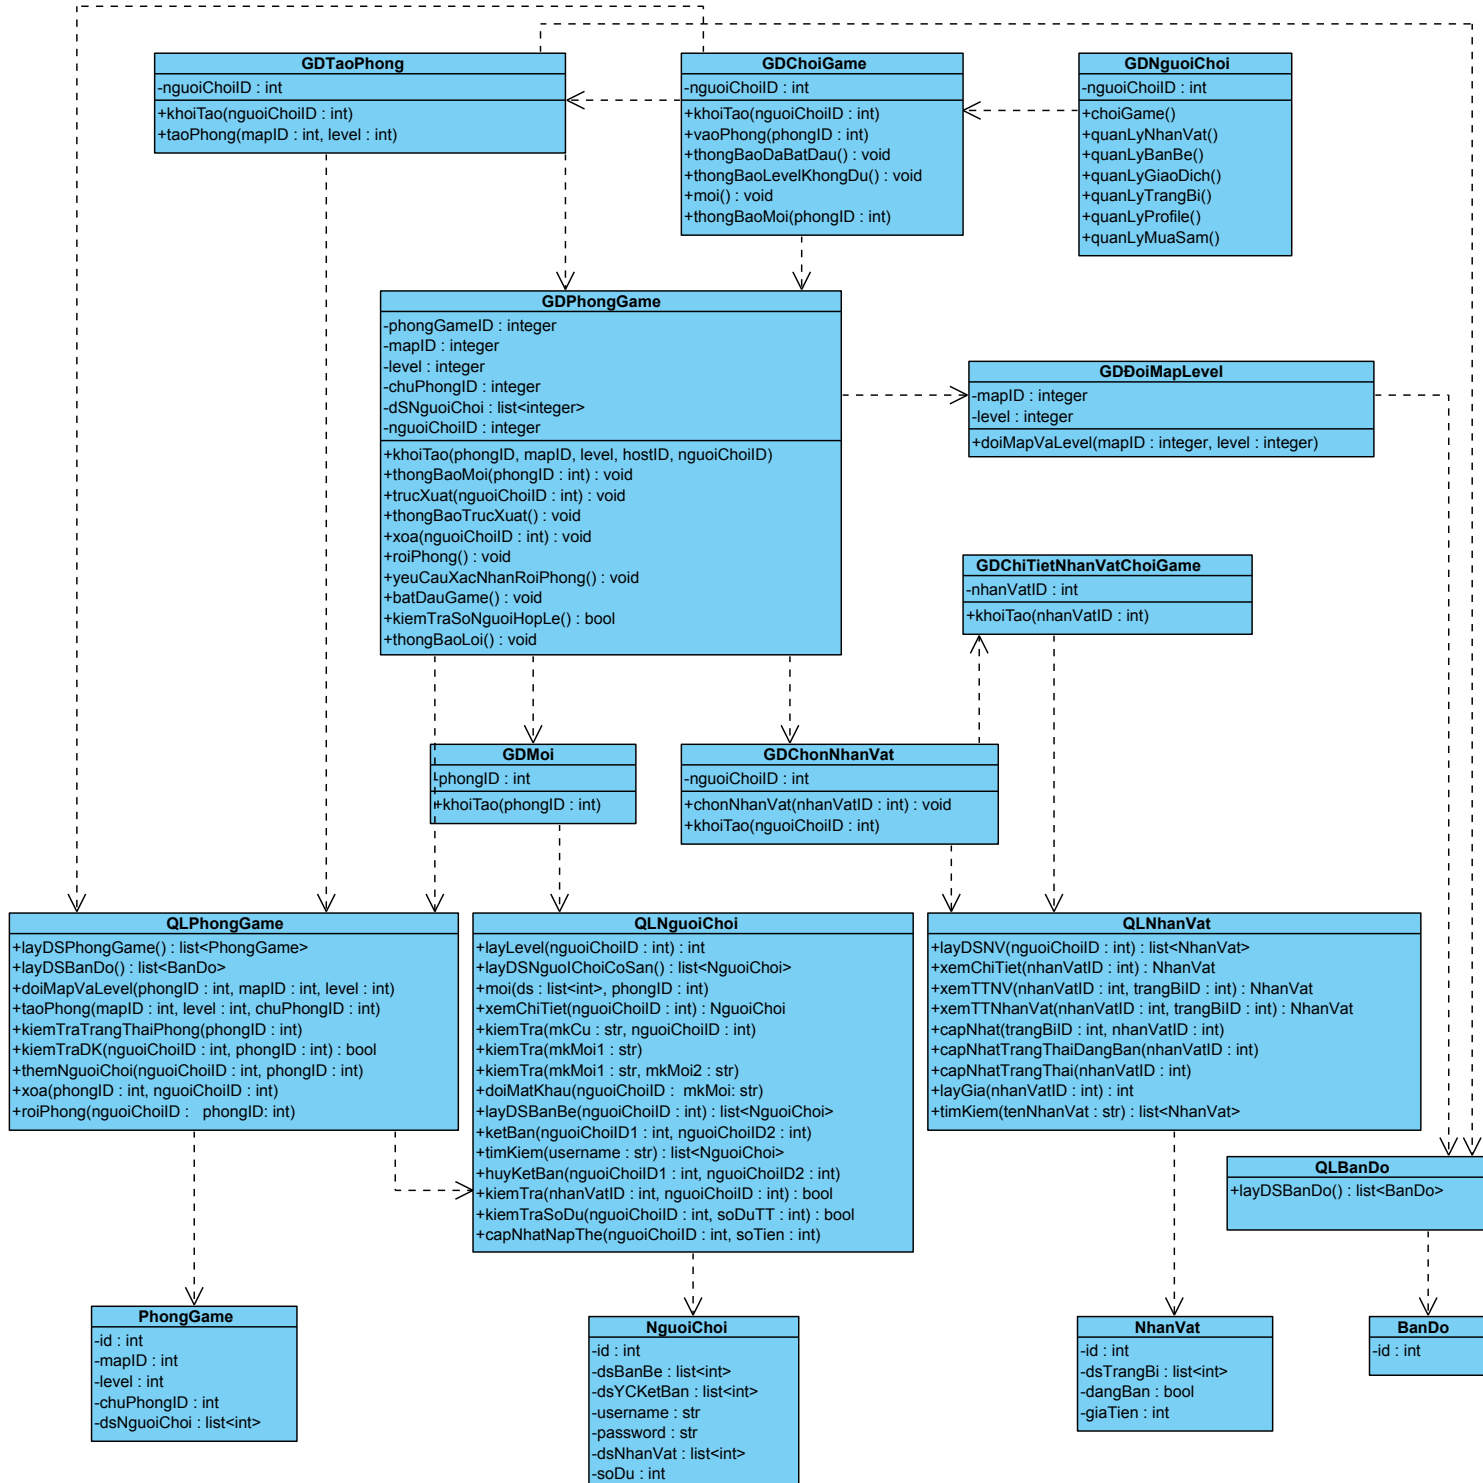 GDTaoPhong
-nguoiChoiID : int
+khoiTao(nguoiChoiID : int)
+taoPhong(mapID : int, level : int)
GDChoiGame
-nguoiChoiID : int
+khoiTao(nguoiChoiID : int)
+vaoPhong(phongID : int)
+thongBaoDaBatDau() : void
+thongBaoLevelKhongDu() : void
+moi() : void
+thongBaoMoi(phongID : int)
GDNguoiChoi
-nguoiChoiID : int
+choiGame()
+quanLyNhanVat()
+quanLyBanBe()
+quanLyGiaoDich()
+quanLyTrangBi()
+quanLyProfile()
+quanLyMuaSam()
GDPhongGame
-phongGameID : integer
-mapID : integer
-level : integer
-chuPhongID : integer
-dSNguoiChoi : list<integer>
-nguoiChoiID : integer
+khoiTao(phongID, mapID, level, hostID, nguoiChoiID)
+thongBaoMoi(phongID : int) : void
+trucXuat(nguoiChoiID : int) : void
+thongBaoTrucXuat() : void
+xoa(nguoiChoiID : int) : void
+roiPhong() : void
+yeuCauXacNhanRoiPhong() : void
+batDauGame() : void
+kiemTraSoNguoiHopLe() : bool
+thongBaoLoi() : void
GDĐoiMapLevel
-mapID : integer
-level : integer
+doiMapVaLevel(mapID : integer, level : integer)
GDChiTietNhanVatChoiGame
-nhanVatID : int
+khoiTao(nhanVatID : int)
GDMoi
-phongID : int
+khoiTao(phongID : int)
GDChonNhanVat
-nguoiChoiID : int
+chonNhanVat(nhanVatID : int) : void
+khoiTao(nguoiChoiID : int)
QLPhongGame
+layDSPhongGame() : list<PhongGame>
+layDSBanDo() : list<BanDo>
+doiMapVaLevel(phongID : int, mapID : int, level : int)
+taoPhong(mapID : int, level : int, chuPhongID : int)
+kiemTraTrangThaiPhong(phongID : int)
+kiemTraDK(nguoiChoiID : int, phongID : int) : bool
+themNguoiChoi(nguoiChoiID : int, phongID : int)
+xoa(phongID : int, nguoiChoiID : int)
+roiPhong(nguoiChoiID :   phongID: int)
QLNguoiChoi
+layLevel(nguoiChoiID : int) : int
+layDSNguoIChoiCoSan() : list<NguoiChoi>
+moi(ds : list<int>, phongID : int)
+xemChiTiet(nguoiChoiID : int) : NguoiChoi
+kiemTra(mkCu : str, nguoiChoiID : int)
+kiemTra(mkMoi1 : str)
+kiemTra(mkMoi1 : str, mkMoi2 : str)
+doiMatKhau(nguoiChoiID :  mkMoi: str)
+layDSBanBe(nguoiChoiID : int) : list<NguoiChoi>
+ketBan(nguoiChoiID1 : int, nguoiChoiID2 : int)
+timKiem(username : str) : list<NguoiChoi>
+huyKetBan(nguoiChoiID1 : int, nguoiChoiID2 : int)
+kiemTra(nhanVatID : int, nguoiChoiID : int) : bool
+kiemTraSoDu(nguoiChoiID : int, soDuTT : int) : bool
+capNhatNapThe(nguoiChoiID : int, soTien : int)
QLNhanVat
+layDSNV(nguoiChoiID : int) : list<NhanVat>
+xemChiTiet(nhanVatID : int) : NhanVat
+xemTTNV(nhanVatID : int, trangBiID : int) : NhanVat
+xemTTNhanVat(nhanVatID : int, trangBiID : int) : NhanVat
+capNhat(trangBiID : int, nhanVatID : int)
+capNhatTrangThaiDangBan(nhanVatID : int)
+capNhatTrangThai(nhanVatID : int)
+layGia(nhanVatID : int) : int
+timKiem(tenNhanVat : str) : list<NhanVat>
QLBanDo
+layDSBanDo() : list<BanDo>
PhongGame
-id : int
-mapID : int
-level : int
-chuPhongID : int
-dsNguoiChoi : list<int>
NguoiChoi
-id : int
-dsBanBe : list<int>
-dsYCKetBan : list<int>
-username : str
-password : str
-dsNhanVat : list<int>
-soDu : int
NhanVat
-id : int
-dsTrangBi : list<int>
-dangBan : bool
-giaTien : int
BanDo
-id : int